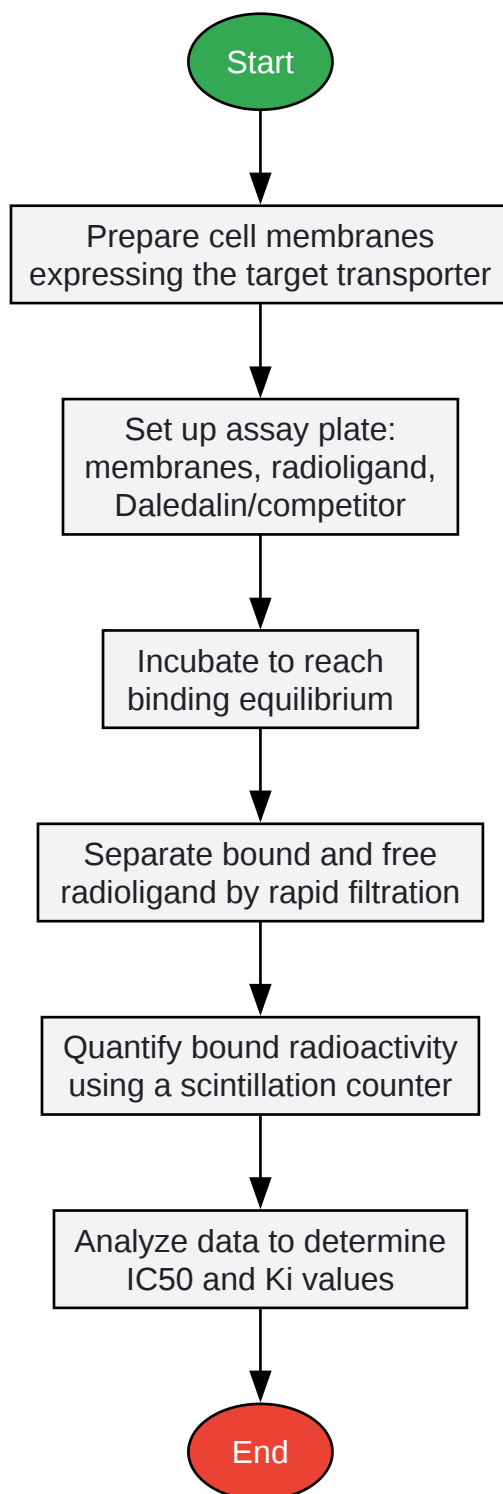 Start
Prepare cell membranes
expressing the target transporter
Set up assay plate:
membranes, radioligand,
Daledalin/competitor
Incubate to reach
binding equilibrium
Separate bound and free
radioligand by rapid filtration
Quantify bound radioactivity
using a scintillation counter
Analyze data to determine
IC50 and Ki values
End